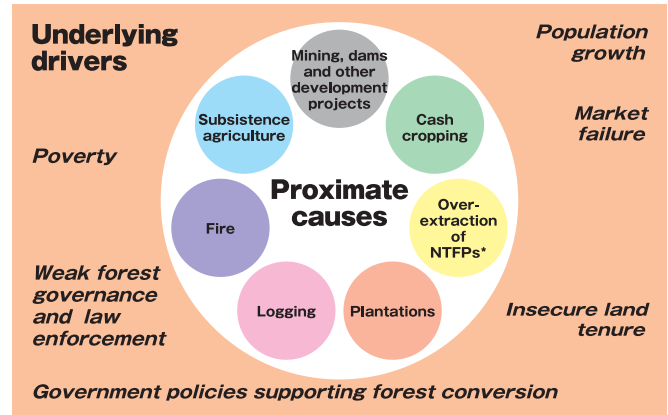 Underlying
drivers
Population
growth
Market
failure
Poverty
Weak forest
governance
and law
enforcement
Insecure land
tenure
Government policies supporting forest conversion
Proximate
causes
Mining, dams
and other
development
projects
Cash
cropping
Over-
extraction
of
NTFPs*
Plantations
Logging
Fire
Subsistence
agriculture